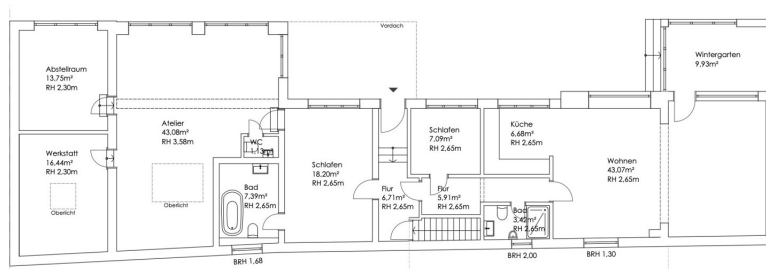 Vordach
Wintergarten
9,93m²
Abstellraum
13,75m²
RH 2,30m
Atelier
43,08m²
RH 3,58m
WC
1,13m²
Werkstatt
16,44m²
RH 2,30m
Oberlicht
Oberlicht
Bad
7,39m²
RH 2,65m
Schlafen
18,20m²
RH 2,65m
Schlafen
7,09m²
RH 2,65m
Küche
6,68m²
RH 2,65m
Wohnen
43,07m²
RH 2,65m
Flur
6,71m²
RH 2,65m
Flur
5,91m²
RH 2,65m
Bad
3,42m²
RH 2,65m
BRH 1,68
BRH 2,00
BRH 1,30